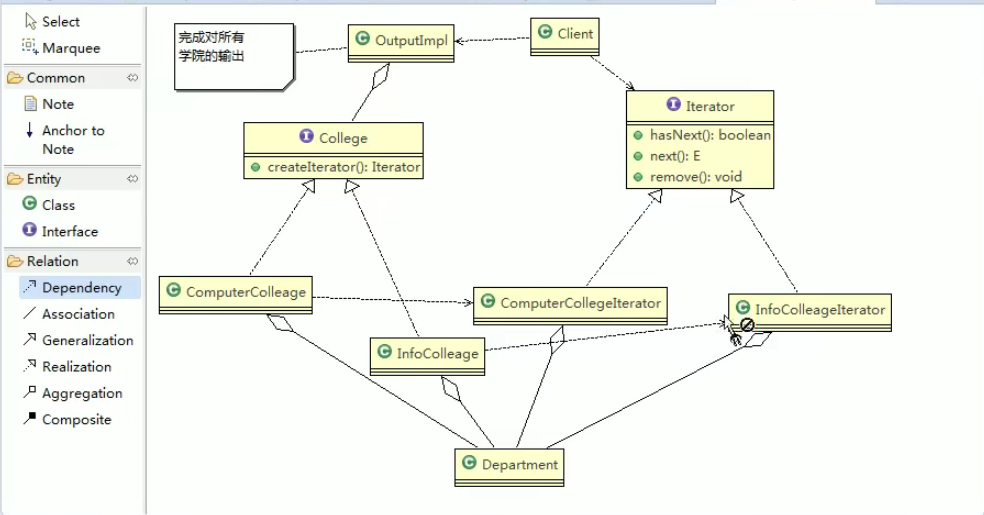 Select
Marquee
Common
Note
Anchor to
Note
Entity
Class
Interface
Relation
Dependency
Association
Generalization
Realization
Aggregation
Composite
完成对所有
学院的输出
OutputImpl
Client
Iterator
hasNext(): boolean
next(): E
remove(): void
College
createIterator(): Iterator
ComputerColleage
ComputerCollegeIterator
InfoColleageIterator
InfoColleage
Department